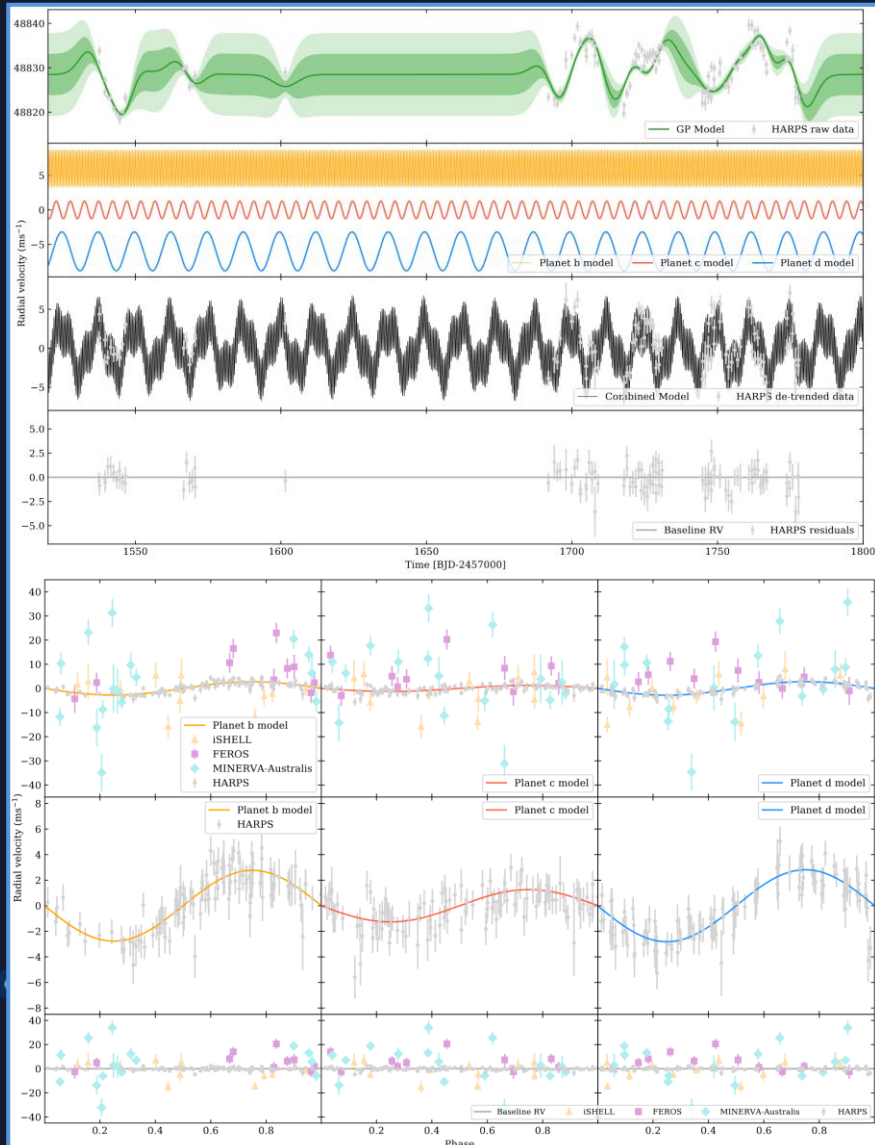 48840
48830
48820
GP Model
HARPS raw data
5
0
−5
Planet b model
Planet c model
Planet d model
Radial velocity (ms⁻¹)
5
0
−5
Combined Model
HARPS de-trended data
5.0
2.5
0.0
−2.5
−5.0
Baseline RV
HARPS residuals
1550
1600
1650
1700
1750
1800
Time [BJD-2457000]
40
30
20
10
0
−10
−20
−30
−40
Planet b model
iSHELL
FEROS
MINERVA-Australis
HARPS
Planet c model
Planet d model
Radial velocity (ms⁻¹)
8
6
4
2
0
−2
−4
−6
−8
Planet b model
HARPS
Planet c model
Planet d model
40
20
0
−20
−40
Baseline RV
iSHELL
FEROS
MINERVA-Australis
HARPS
0.2
0.4
0.6
0.8
0.2
0.4
0.6
0.8
0.2
0.4
0.6
0.8
Phase